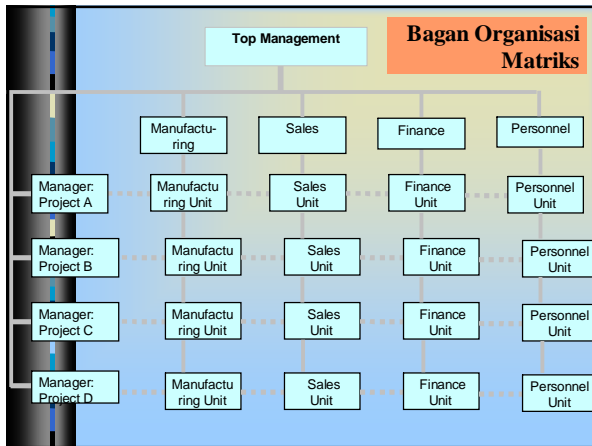 Top Management
Bagan Organisasi
Matriks
Manufactu-
ring
Sales
Finance
Personnel
Manager:
Project A
Manufactu
ring Unit
Sales
Unit
Finance
Unit
Personnel
Unit
Manager:
Project B
Manufactu
ring Unit
Sales
Unit
Finance
Unit
Personnel
Unit
Manager:
Project C
Manufactu
ring Unit
Sales
Unit
Finance
Unit
Personnel
Unit
Manager:
Project D
Manufactu
ring Unit
Sales
Unit
Finance
Unit
Personnel
Unit